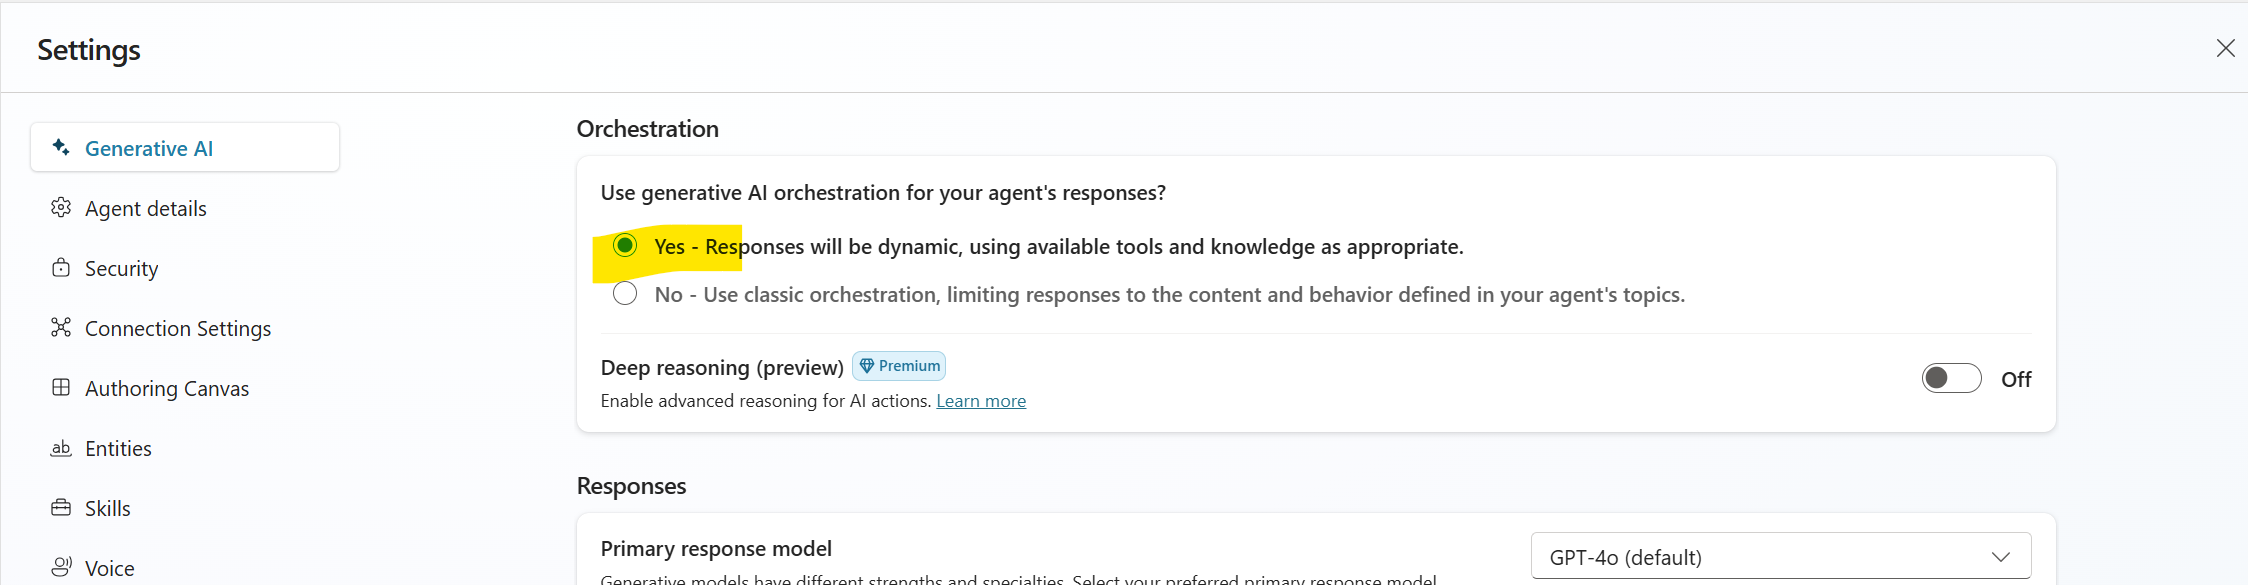 Settings
Generative AI
Agent details
Security
Connection Settings
Authoring Canvas
Entities
Skills
Voice
Orchestration
Use generative AI orchestration for your agent's responses?
Yes - Responses will be dynamic, using available tools and knowledge as appropriate.
No - Use classic orchestration, limiting responses to the content and behavior defined in your agent's topics.
Deep reasoning (preview) Premium
Enable advanced reasoning for AI actions. Learn more
Off
Responses
Primary response model
GPT-4o (default)
Generative models have different strengths and specialties. Select your preferred primary response model